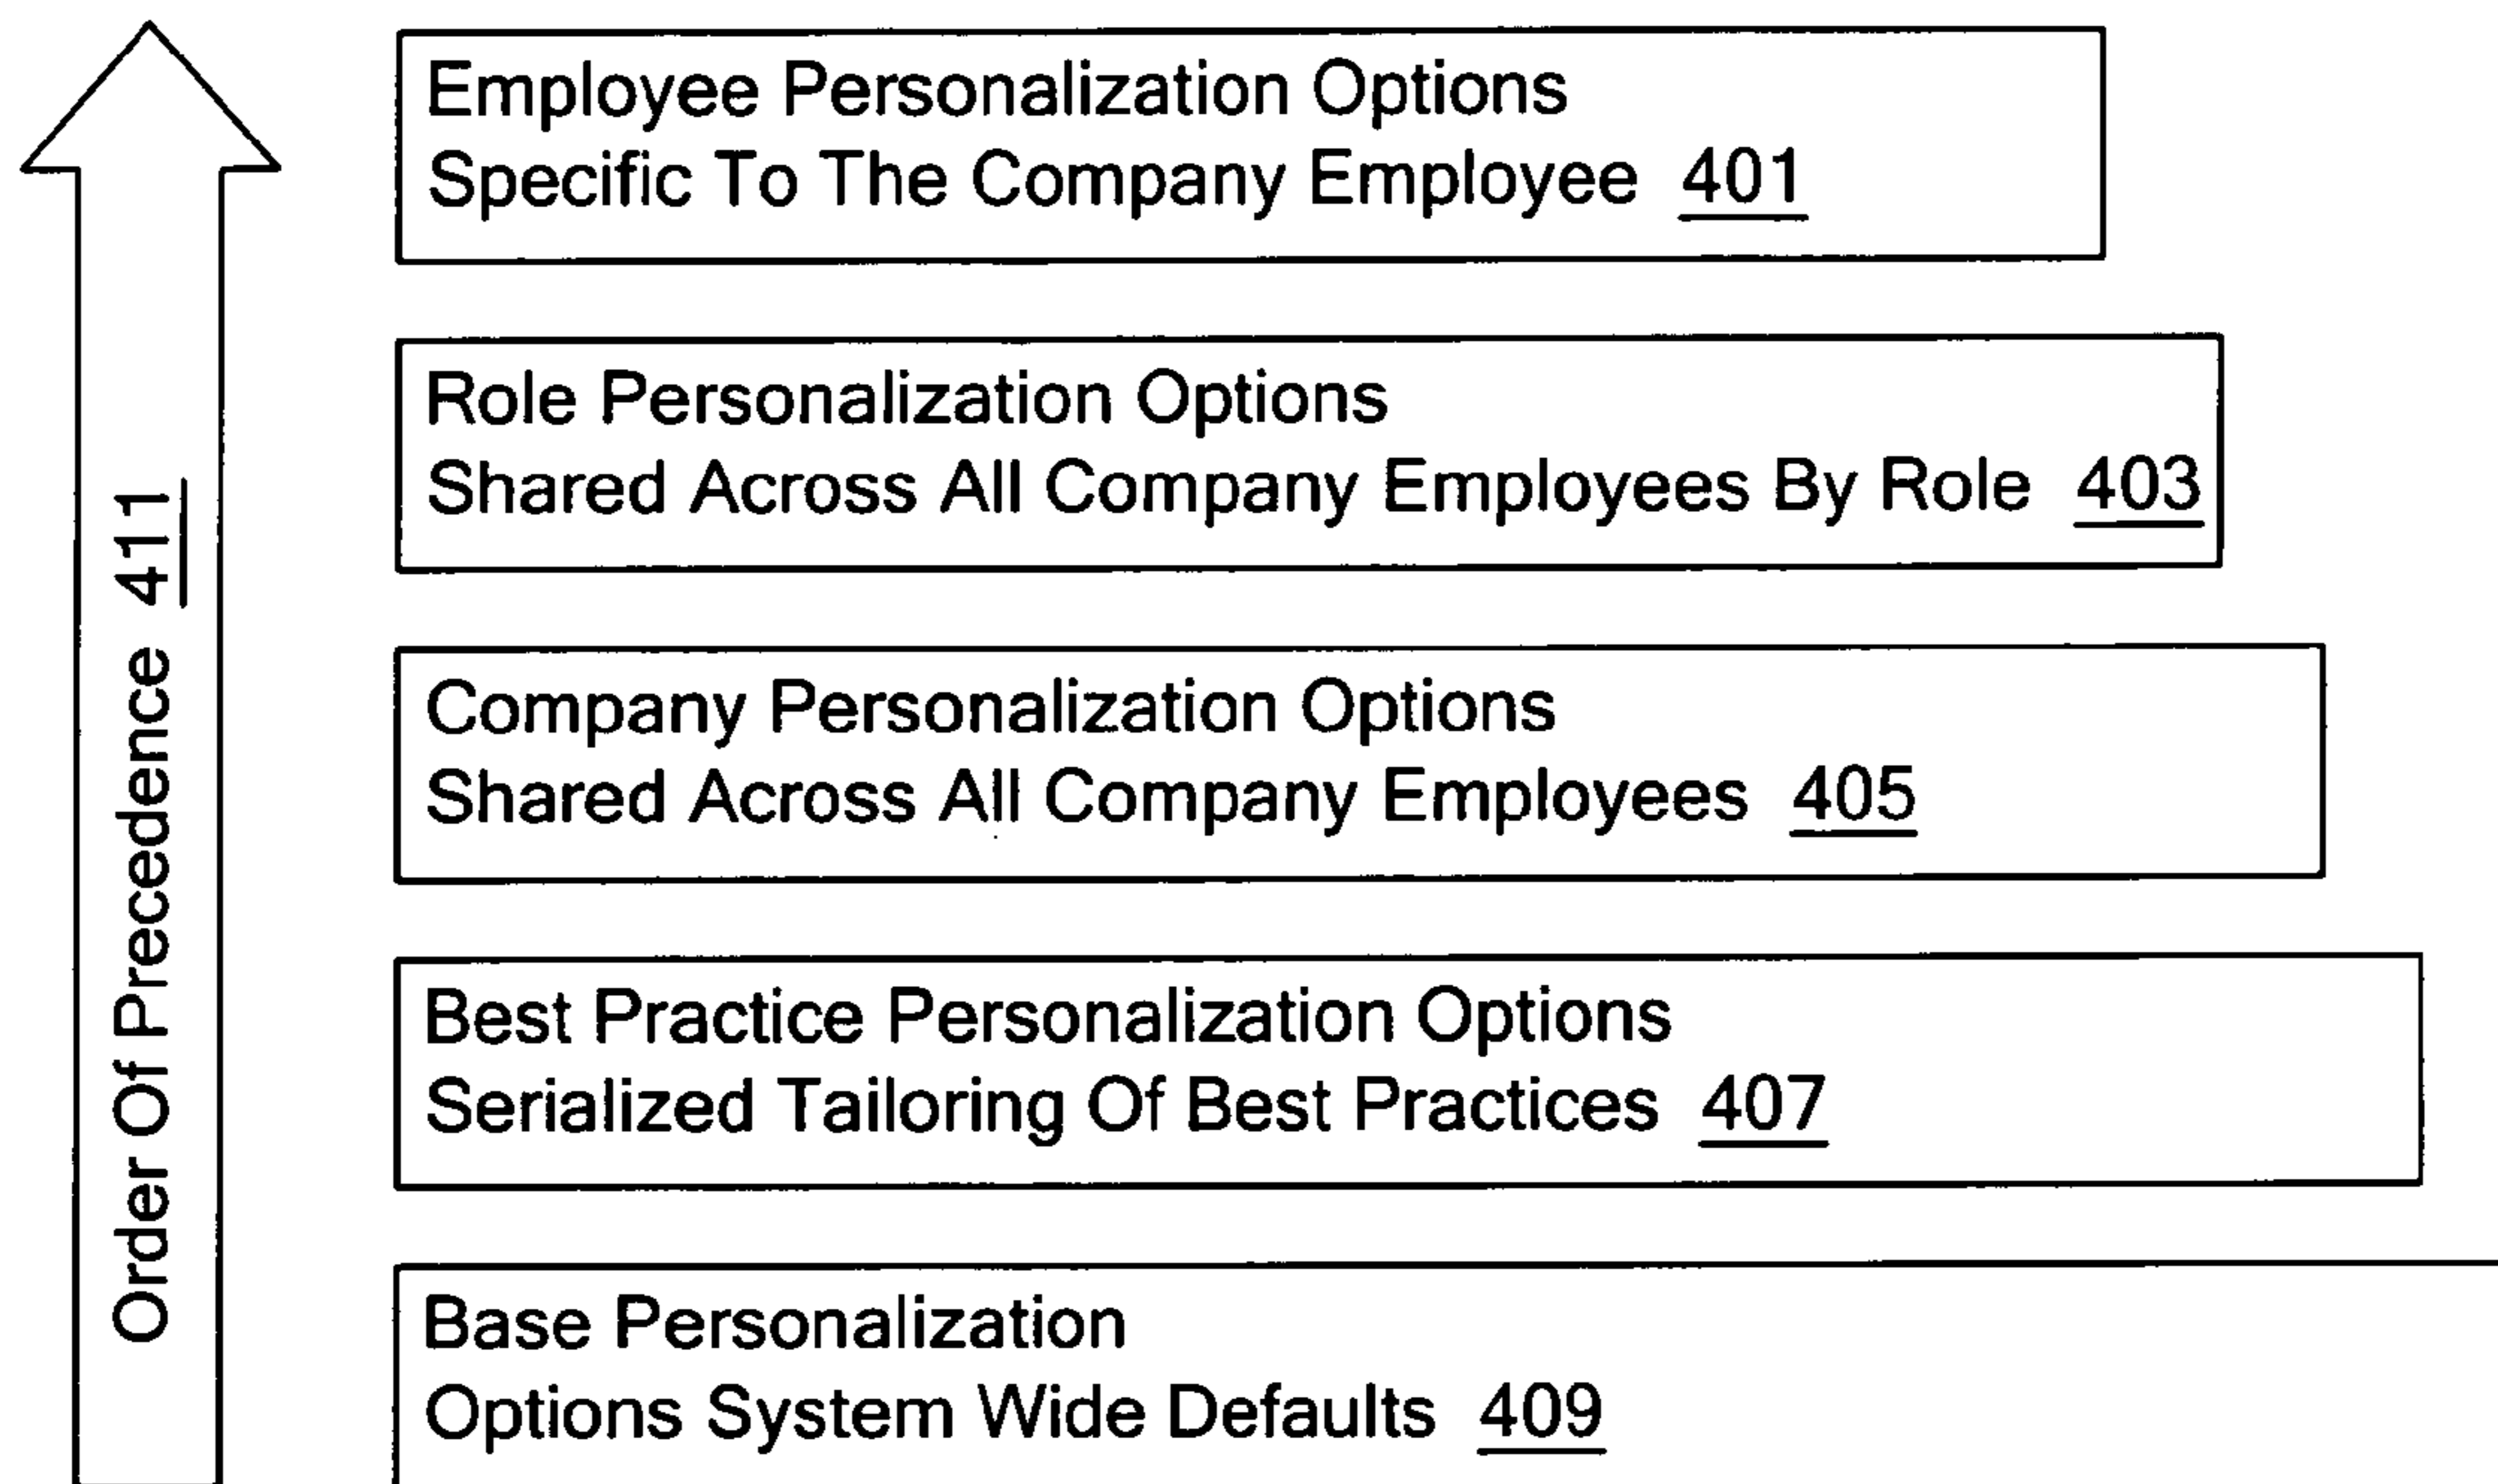 Order Of Precedence 411
Employee Personalization Options
Specific To The Company Employee 401
Role Personalization Options
Shared Across All Company Employees By Role 403
Company Personalization Options
Shared Across All Company Employees 405
Best Practice Personalization Options
Serialized Tailoring Of Best Practices 407
Base Personalization
Options System Wide Defaults 409